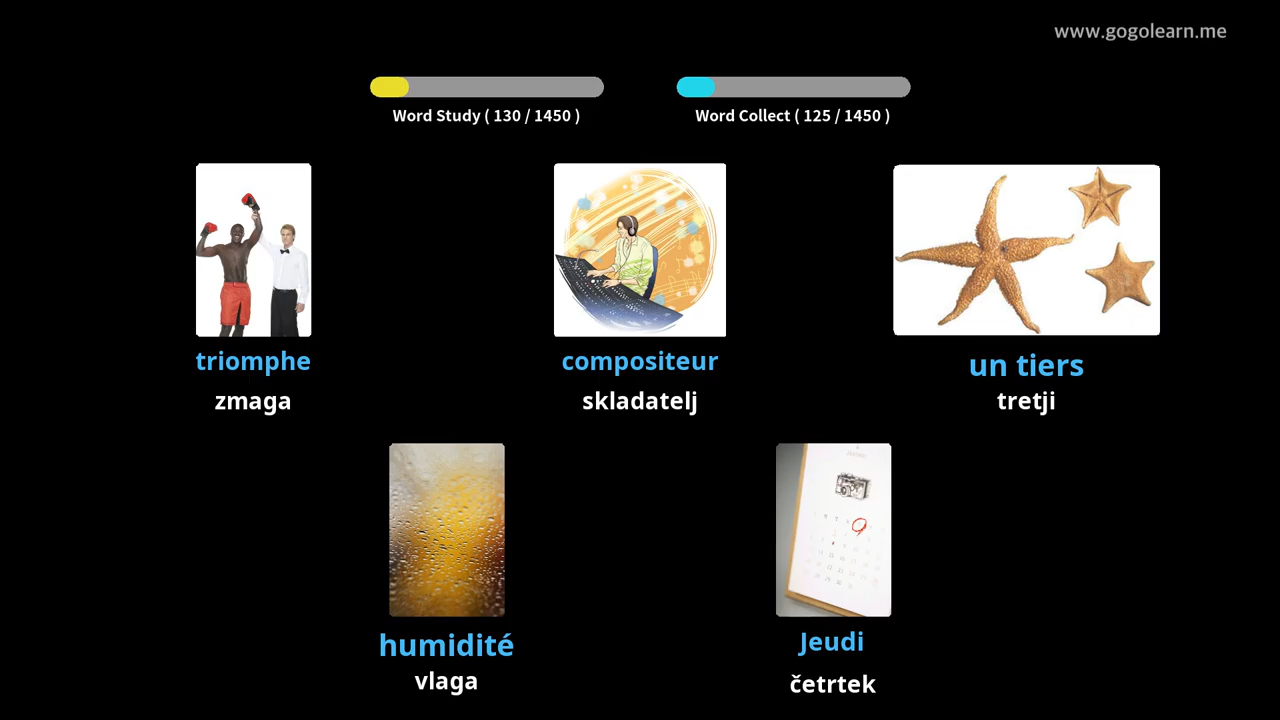 www.gogolearn.me
Word Study ( 130 / 1450 )
Word Collect ( 125 / 1450 )
triomphe
compositeur
un tiers
zmaga
skladatelj
tretji
humidité
Jeudi
vlaga
četrtek